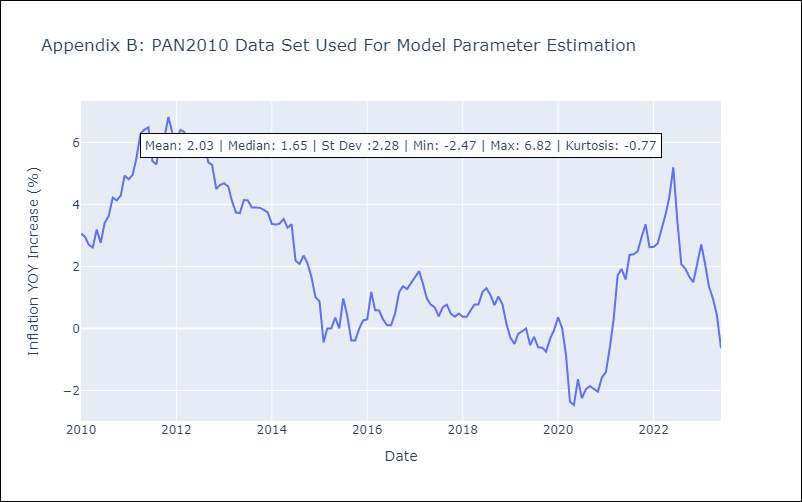 Appendix B: PAN2010 Data Set Used For Model Parameter Estimation
Mean: 2.03 | Median: 1.65 | St Dev :2.28 | Min: -2.47 | Max: 6.82 | Kurtosis: -0.77
Inflation YOY Increase (%)
6
4
2
0
−2
2010 2012 2014 2016 2018 2020 2022
Date